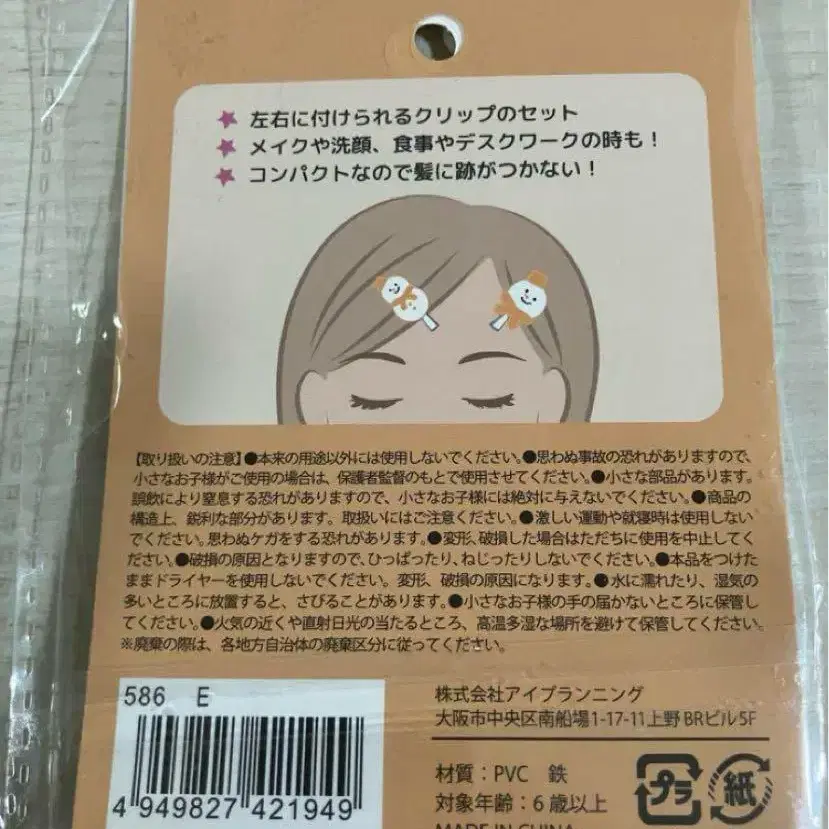 ★ 左右に付けられるクリップのセット
★ メイクや洗顔、食事やデスクワークの時も！
★ コンパクトなので髪に跡がつかない！
【取り扱いの注意】●本来の用途以外には使用しないでください。●思わぬ事故の恐れがありますので、
小さなお子様がご使用の場合は、保護者監督のもとで使用させてください。●小さな部品があります。
誤飲により窒息する恐れがありますので、小さなお子様には絶対に与えないでください。●商品の
構造上、鋭利な部分があります。取扱いにはご注意ください。●激しい運動や就寝時は使用しない
でください。思わぬケガをする恐れがあります。●変形、破損した場合はただちに使用を中止してく
ださい。●破損の原因となりますので、ひっぱったり、ねじったりしないでください。●本品をつけた
ままドライヤーを使用しないでください。変形、破損の原因になります。●水に濡れたり、湿気の
多いところに放置すると、さびることがあります。●小さなお子様の手の届かないところに保管し
てください。●火気の近くや直射日光の当たるところ、高温多湿な場所を避けて保管してください。
※廃棄の際は、各地方自治体の廃棄区分に従ってください。
586 E
4 949827 421949
株式会社アイプランニング
大阪市中央区南船場1-17-11上野BRビル5F
材質：PVC 鉄
対象年齢：6歳以上
MADE IN CHINA
プラ
紙